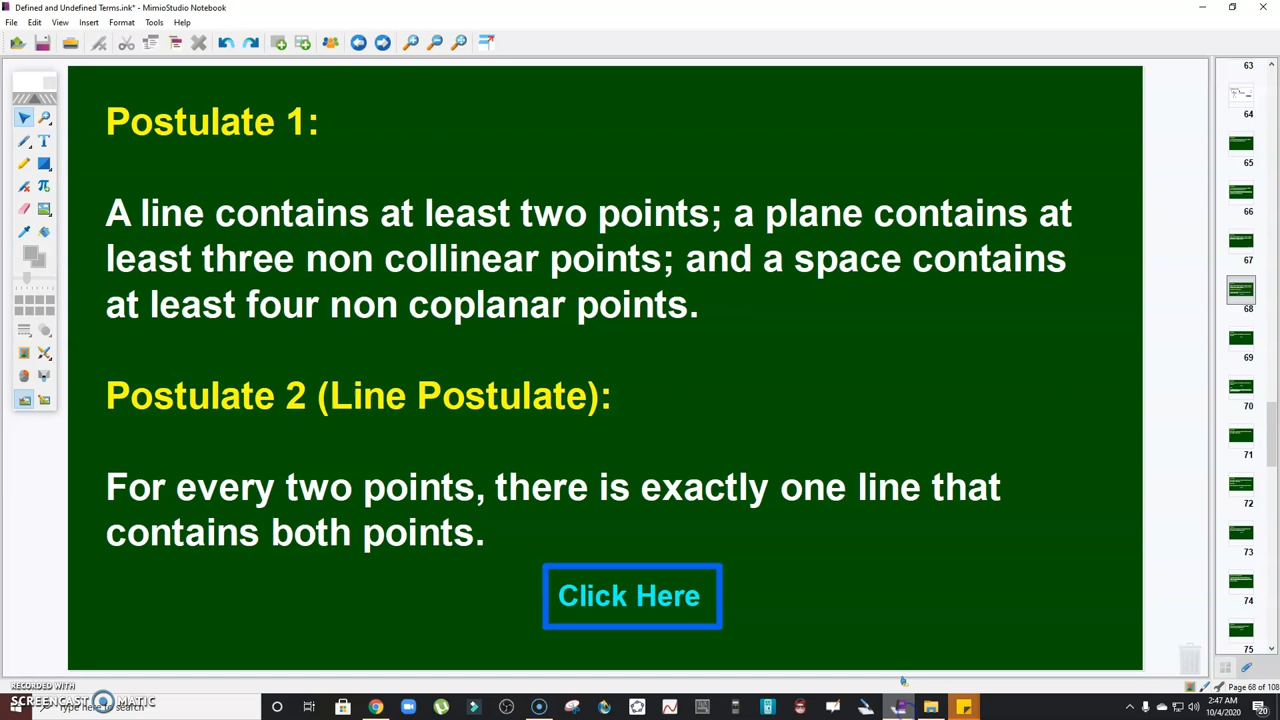 Defined and Undefined Terms.ink* - MimioStudio Notebook
File Edit View Insert Format Tools Help
Postulate 1:
A line contains at least two points; a plane contains at
least three non collinear points; and a space contains
at least four non coplanar points.
Postulate 2 (Line Postulate):
For every two points, there is exactly one line that
contains both points.
Click Here
63
64
65
66
67
68
69
70
71
72
73
74
75
Page 68 of 108
RECORDED WITH
SCREENCAST MATIC
here to search
2:47 AM
10/4/2020
20